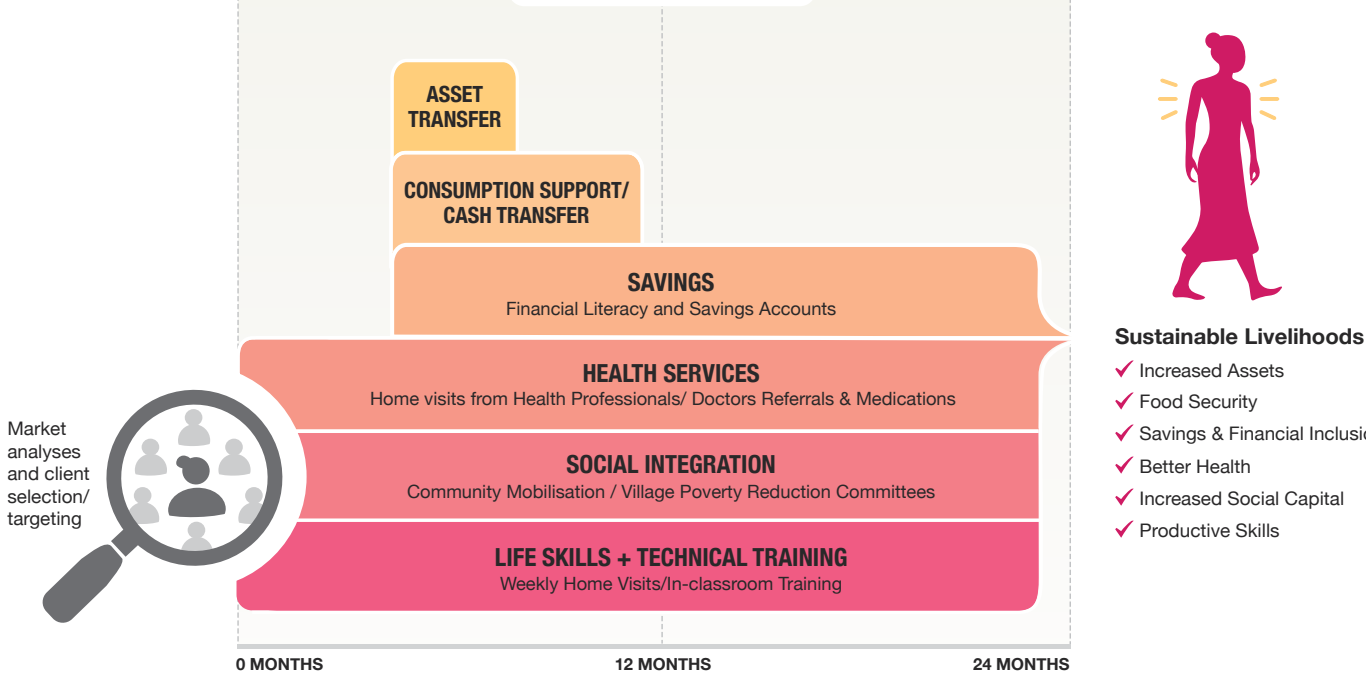 ASSET
TRANSFER
CONSUMPTION SUPPORT/
CASH TRANSFER
SAVINGS
Financial Literacy and Savings Accounts
HEALTH SERVICES
Home visits from Health Professionals/ Doctors Referrals & Medications
SOCIAL INTEGRATION
Community Mobilisation / Village Poverty Reduction Committees
LIFE SKILLS + TECHNICAL TRAINING
Weekly Home Visits/In-classroom Training
Market
analyses
and client
selection/
targeting
0 MONTHS
12 MONTHS
24 MONTHS
Sustainable Livelihoods
Increased Assets
Food Security
Savings & Financial
Better Health
Increased Social Capital
Productive Skills